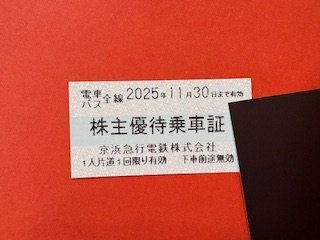 電車バス全線2025年11月30日まで有効
株主優待乗車証
京浜急行電鉄株式会社
1人片道1回限り有効 下車前途無効